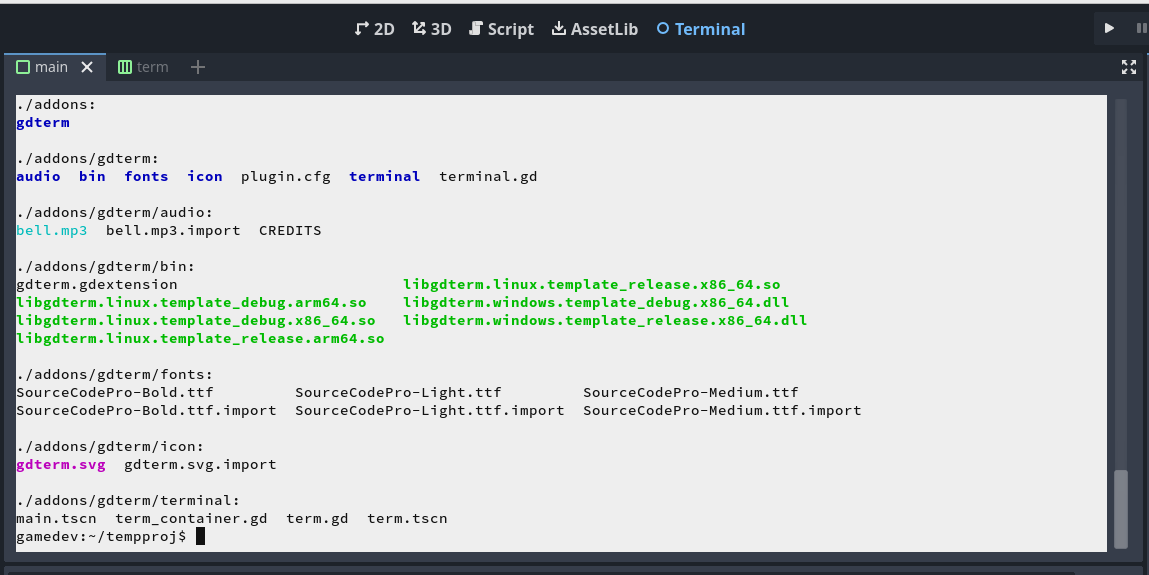 2D 3D Script AssetLib Terminal
main term
./addons:
gdterm
./addons/gdterm:
audio  bin  fonts  icon  plugin.cfg  terminal  terminal.gd
./addons/gdterm/audio:
bell.mp3  bell.mp3.import  CREDITS
./addons/gdterm/bin:
gdterm.gdextension                         libgdterm.linux.template_release.x86_64.so
libgdterm.linux.template_debug.arm64.so    libgdterm.windows.template_debug.x86_64.dll
libgdterm.linux.template_debug.x86_64.so   libgdterm.windows.template_release.x86_64.dll
libgdterm.linux.template_release.arm64.so
./addons/gdterm/fonts:
SourceCodePro-Bold.ttf         SourceCodePro-Light.ttf         SourceCodePro-Medium.ttf
SourceCodePro-Bold.ttf.import  SourceCodePro-Light.ttf.import  SourceCodePro-Medium.ttf.import
./addons/gdterm/icon:
gdterm.svg  gdterm.svg.import
./addons/gdterm/terminal:
main.tscn  term_container.gd  term.gd  term.tscn
gamedev:~/tempproj$